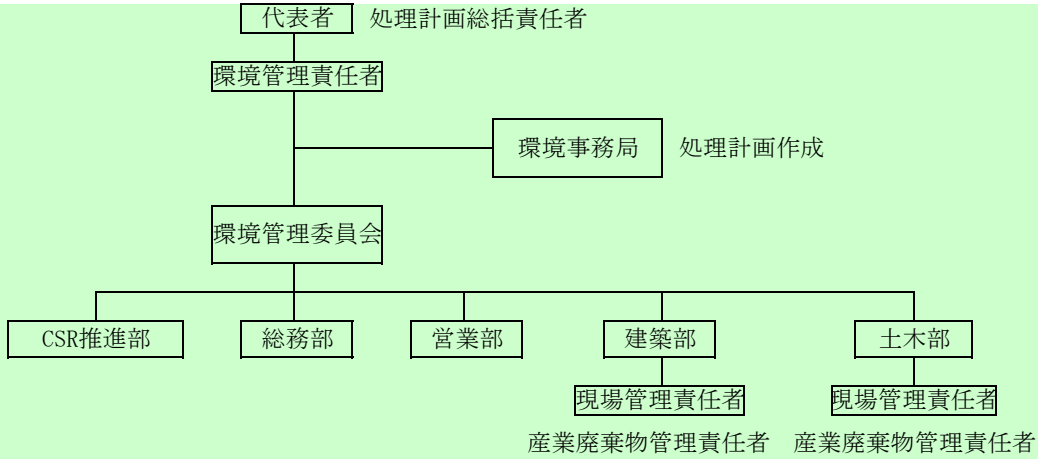 代表者 処理計画総括責任者
環境管理責任者
環境事務局 処理計画作成
環境管理委員会
CSR推進部 総務部 営業部 建築部 土木部
現場管理責任者 現場管理責任者
産業廃棄物管理責任者 産業廃棄物管理責任者